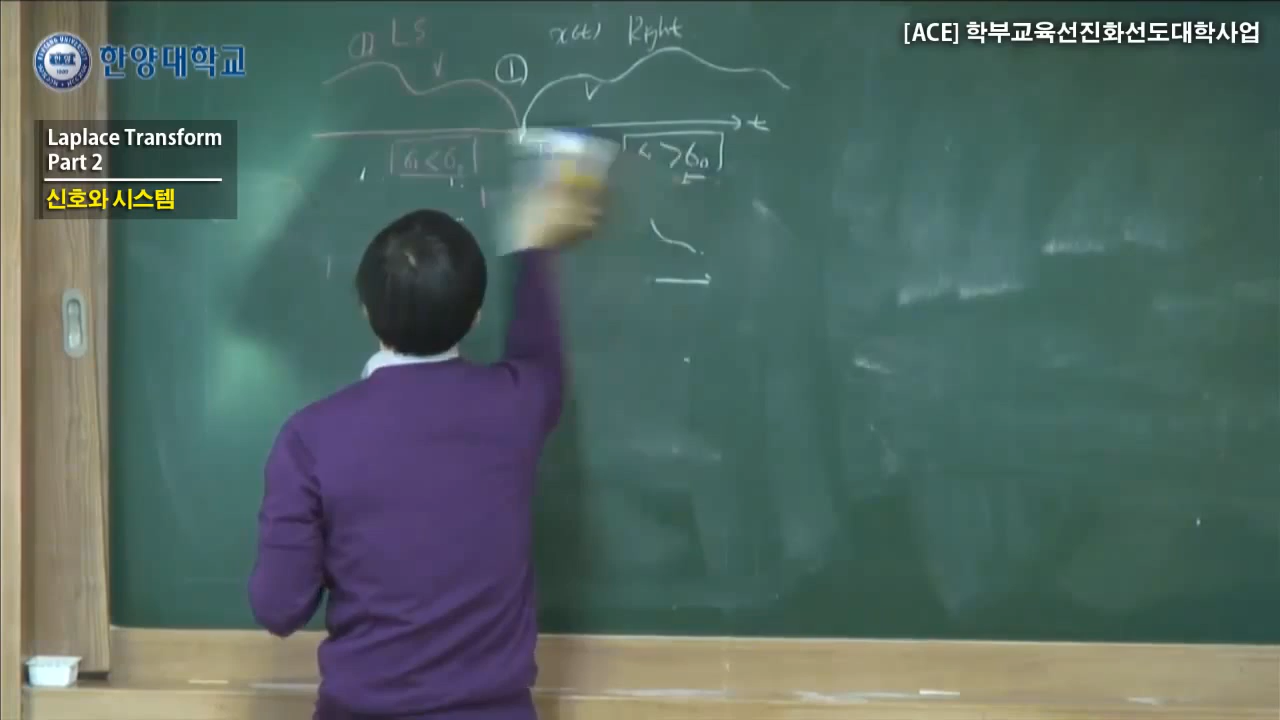 [ACE] 학부교육선진화선도대학사업
한양대학교
Laplace Transform
Part 2
신호와 시스템
① LS
x(t) Right
①
t
σ₁ < σ₀
> σ₀